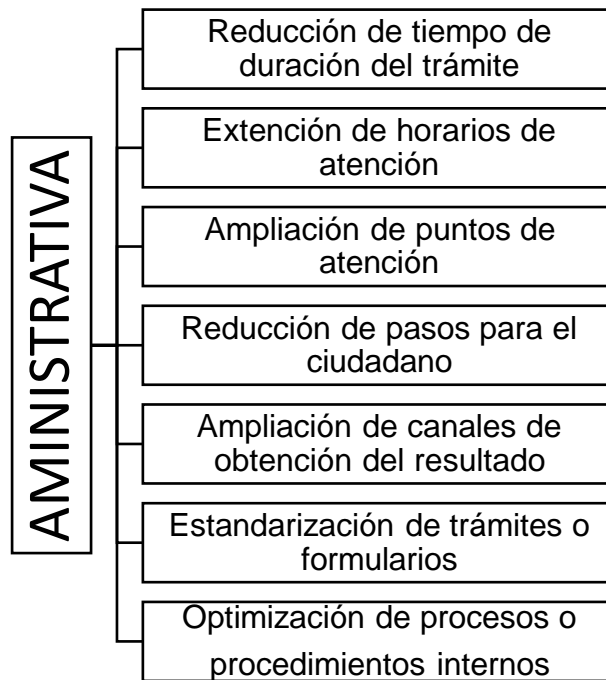 AMINISTRATIVA
Reducción de tiempo de
duración del trámite
Extención de horarios de
atención
Ampliación de puntos de
atención
Reducción de pasos para el
ciudadano
Ampliación de canales de
obtención del resultado
Estandarización de trámites o
formularios
Optimización de procesos o
procedimientos internos